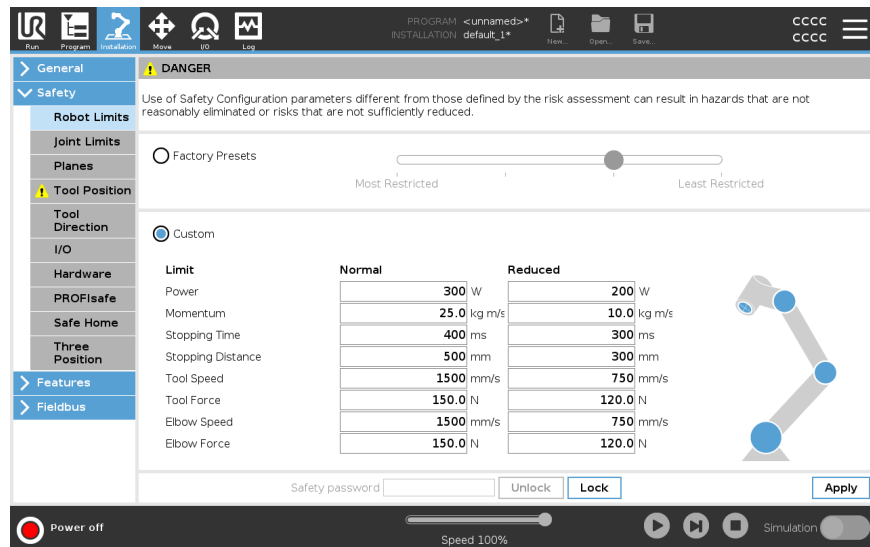 PROGRAM <unnamed>*
INSTALLATION default_1*
UR
Run
Program
Installation
Move
I/O
Log
New...
Open...
Save...
cccc
cccc
General
Safety
Robot Limits
Joint Limits
Planes
Tool Position
Tool
Direction
I/O
Hardware
PROFIsafe
Safe Home
Three
Position
Features
Fieldbus
DANGER
Use of Safety Configuration parameters different from those defined by the risk assessment can result in hazards that are not
reasonably eliminated or risks that are not sufficiently reduced.
Factory Presets
Most Restricted Least Restricted
Custom
Limit Normal Reduced
Power 300 W 200 W
Momentum 25.0 kg m/s 10.0 kg m/s
Stopping Time 400 ms 300 ms
Stopping Distance 500 mm 300 mm
Tool Speed 1500 mm/s 750 mm/s
Tool Force 150.0 N 120.0 N
Elbow Speed 1500 mm/s 750 mm/s
Elbow Force 150.0 N 120.0 N
Safety password Unlock Lock Apply
Power off
Speed 100%
Simulation